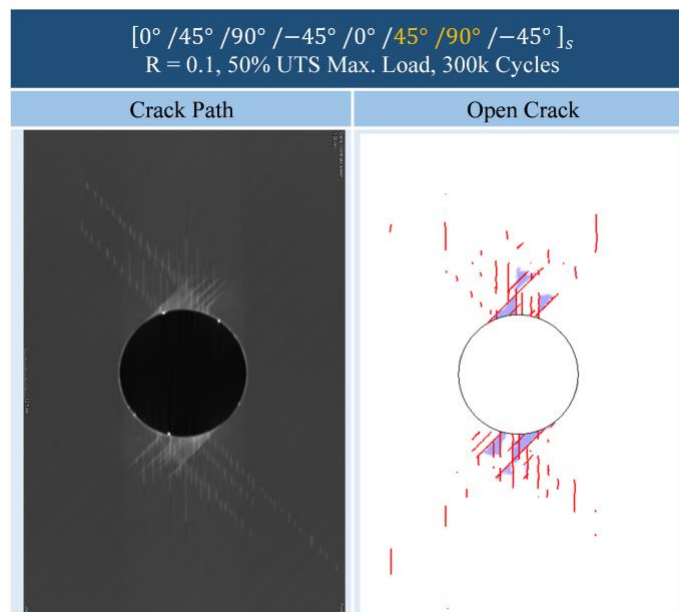 [0° /45° /90° /−45° /0° /45° /90° /−45° ]ₛ
R = 0.1, 50% UTS Max. Load, 300k Cycles
Crack Path
Open Crack